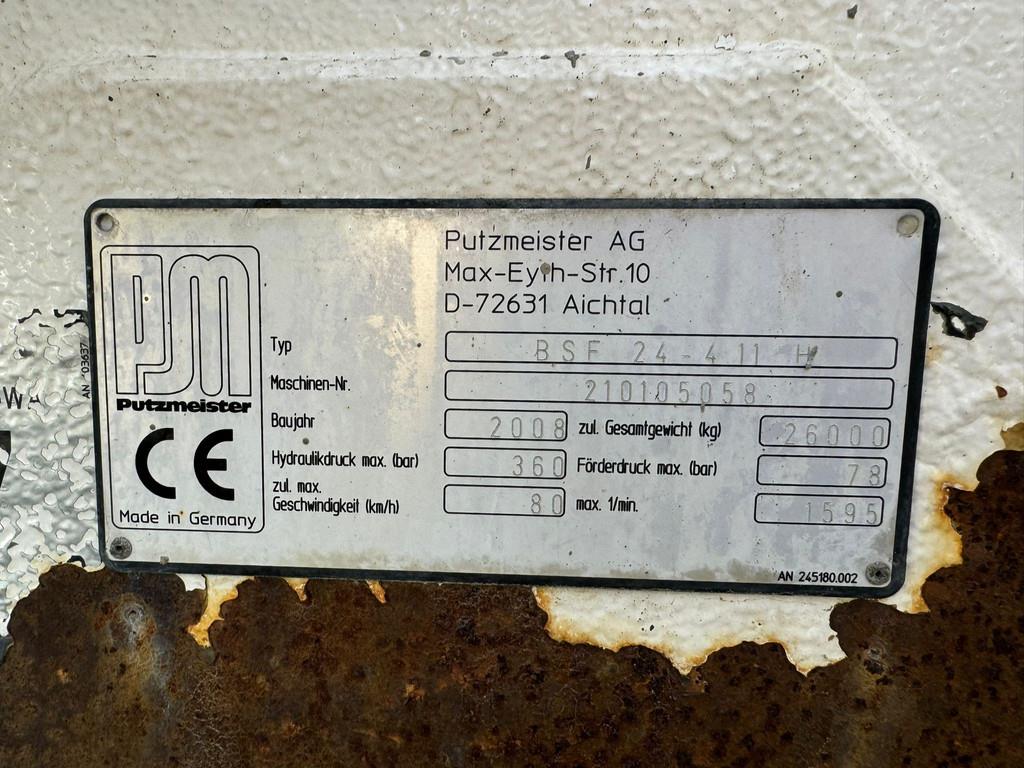 Putzmeister AG
Max-Eyth-Str.10
D-72631 Aichtal
PM
Putzmeister
CE
Made in Germany
AN 03637
Typ BSF 24-4 11 H
Maschinen-Nr. 210105058
Baujahr 2008 zul. Gesamtgewicht (kg) 26000
Hydraulikdruck max. (bar) 360 Förderdruck max. (bar) 78
zul. max.
Geschwindigkeit (km/h) 80 max. 1/min. 1595
AN 245180.002